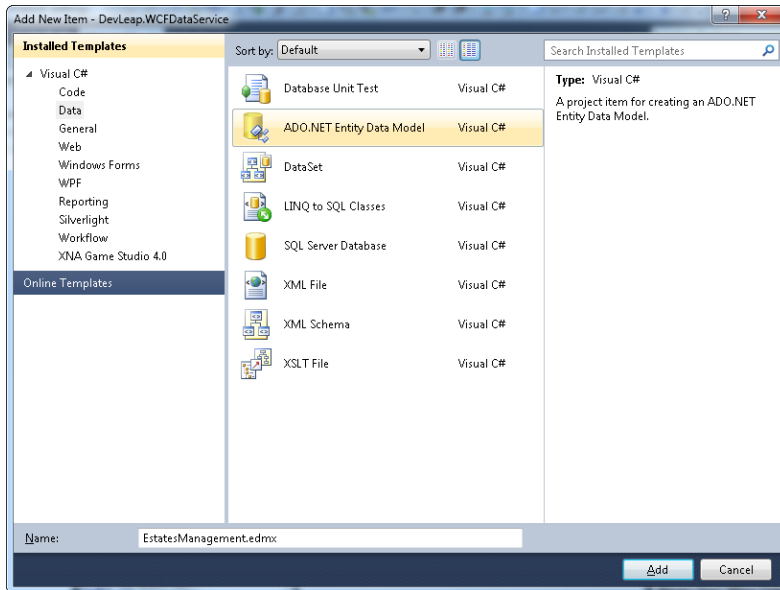 Add New Item - DevLeap.WCFDataService
Installed Templates
Visual C#
Code
Data
General
Web
Windows Forms
WPF
Reporting
Silverlight
Workflow
XNA Game Studio 4.0
Online Templates
Sort by: Default
Database Unit Test Visual C#
ADO.NET Entity Data Model Visual C#
DataSet Visual C#
LINQ to SQL Classes Visual C#
SQL Server Database Visual C#
XML File Visual C#
XML Schema Visual C#
XSLT File Visual C#
Search Installed Templates
Type: Visual C#
A project item for creating an ADO.NET
Entity Data Model.
Name: EstatesManagement.edmx
Add Cancel